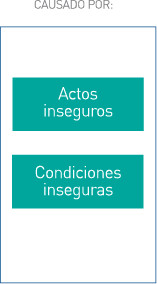 CAUSADO POR:
Actos
inseguros
Condiciones
inseguras